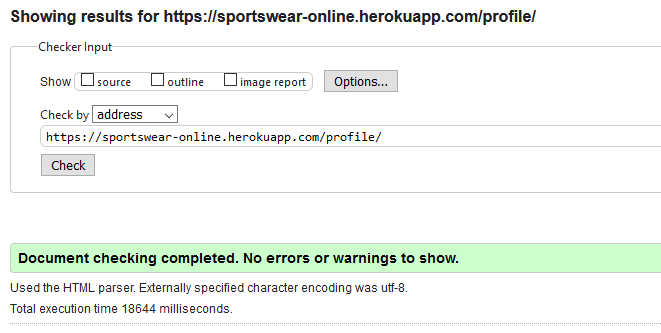 Showing results for https://sportswear-online.herokuapp.com/profile/
Checker Input
Show source outline image report Options...
Check by address
https://sportswear-online.herokuapp.com/profile/
Check
Document checking completed. No errors or warnings to show.
Used the HTML parser. Externally specified character encoding was utf-8.
Total execution time 18644 milliseconds.